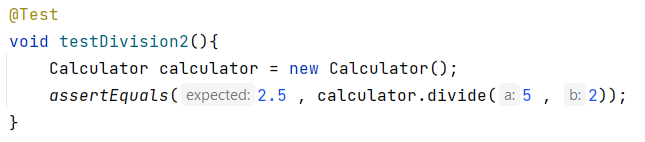 @Test
void testDivision2(){
Calculator calculator = new Calculator();
assertEquals( expected: 2.5 , calculator.divide( a: 5 , b: 2));
}